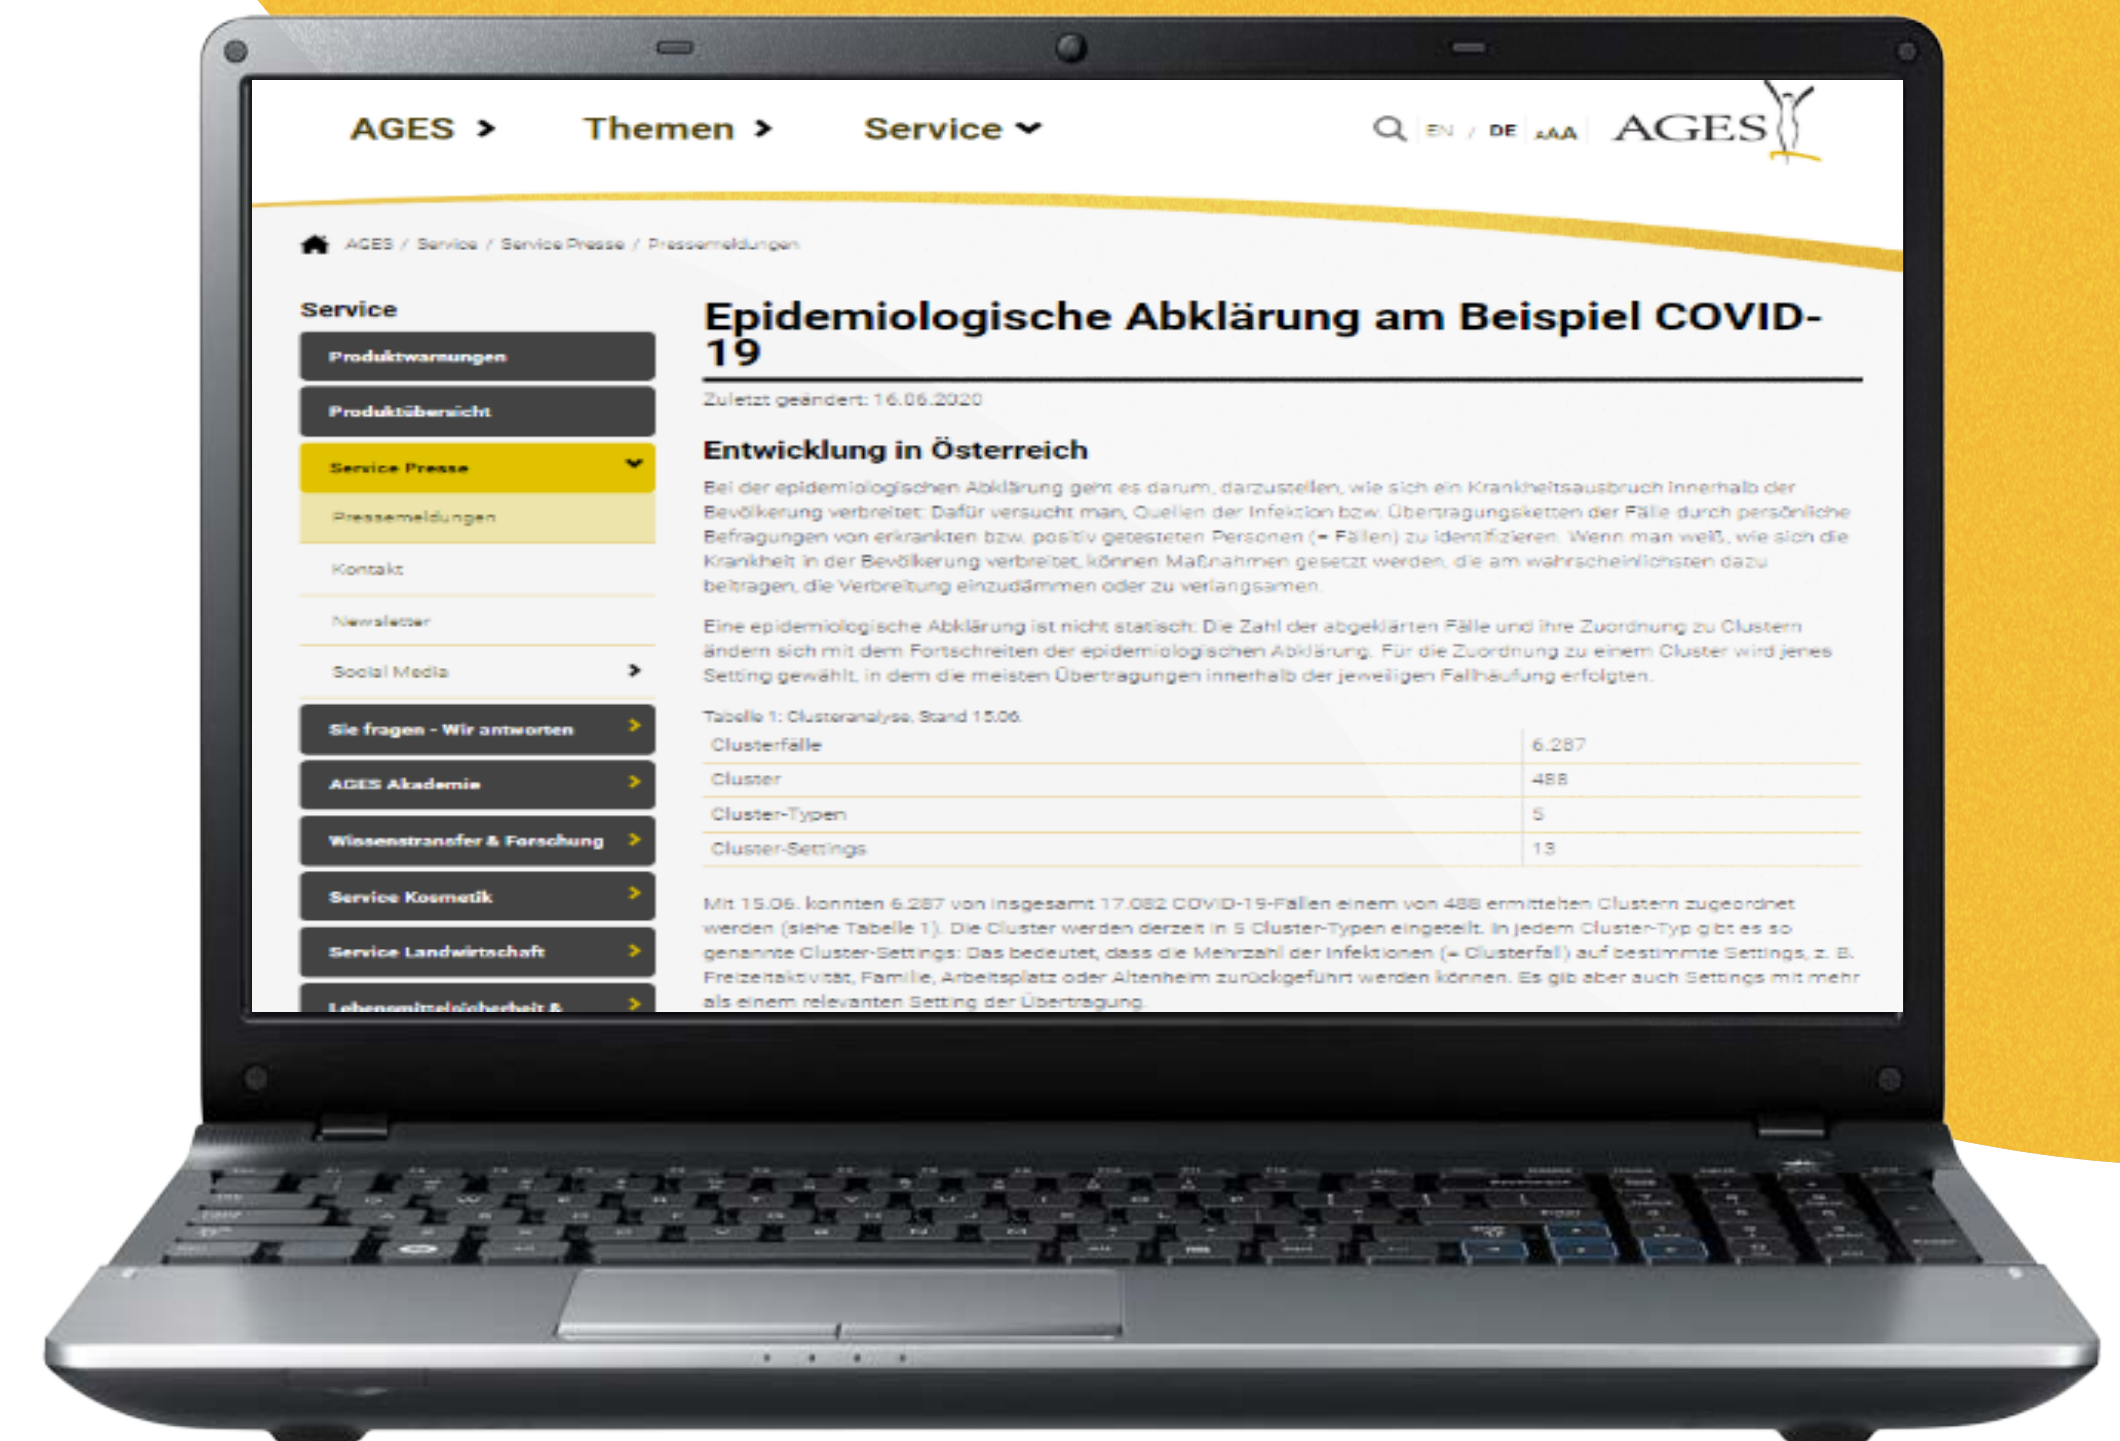 AGES Themen Service
EN / DE AAA AGES
AGES / Service / Service Presse / Pressemeldungen
Service
Produktwarnungen
Produktübersicht
Service Presse
Pressemeldungen
Kontakt
Newsletter
Social Media
Sie fragen - Wir antworten
AGES Akademie
Wissenstransfer & Forschung
Service Kosmetik
Service Landwirtschaft
Lebensmittelsicherheit &
Epidemiologische Abklärung am Beispiel COVID-
19
Zuletzt geändert: 16.06.2020
Entwicklung in Österreich
Bei der epidemiologischen Abklärung geht es darum, darzustellen, wie sich ein Krankheitsausbruch innerhalb der
Bevölkerung verbreitet: Dafür versucht man, Quellen der Infektion bzw. Übertragungsketten der Fälle durch persönliche
Befragungen von erkrankten bzw. positiv getesteten Personen (= Fällen) zu identifizieren. Wenn man weiß, wie sich die
Krankheit in der Bevölkerung verbreitet, können Maßnahmen gesetzt werden, die am wahrscheinlichsten dazu
beitragen, die Verbreitung einzudämmen oder zu verlangsamen.
Eine epidemiologische Abklärung ist nicht statisch: Die Zahl der abgeklärten Fälle und ihre Zuordnung zu Clustern
ändern sich mit dem Fortschreiten der epidemiologischen Abklärung. Für die Zuordnung zu einem Cluster wird jenes
Setting gewählt, in dem die meisten Übertragungen innerhalb der jeweiligen Fallhäufung erfolgten.
Tabelle 1: Clusteranalyse, Stand 15.06.
Clusterfälle 6.287
Cluster 488
Cluster-Typen 5
Cluster-Settings 13
Mit 15.06. konnten 6.287 von insgesamt 17.082 COVID-19-Fällen einem von 488 ermittelten Clustern zugeordnet
werden (siehe Tabelle 1). Die Cluster werden derzeit in 5 Cluster-Typen eingeteilt. In jedem Cluster-Typ gibt es so
genannte Cluster-Settings: Das bedeutet, dass die Mehrzahl der Infektionen (= Clusterfall) auf bestimmte Settings, z. B.
Freizeitaktivität, Familie, Arbeitsplatz oder Altenheim zurückgeführt werden können. Es gib aber auch Settings mit mehr
als einem relevanten Setting der Übertragung.